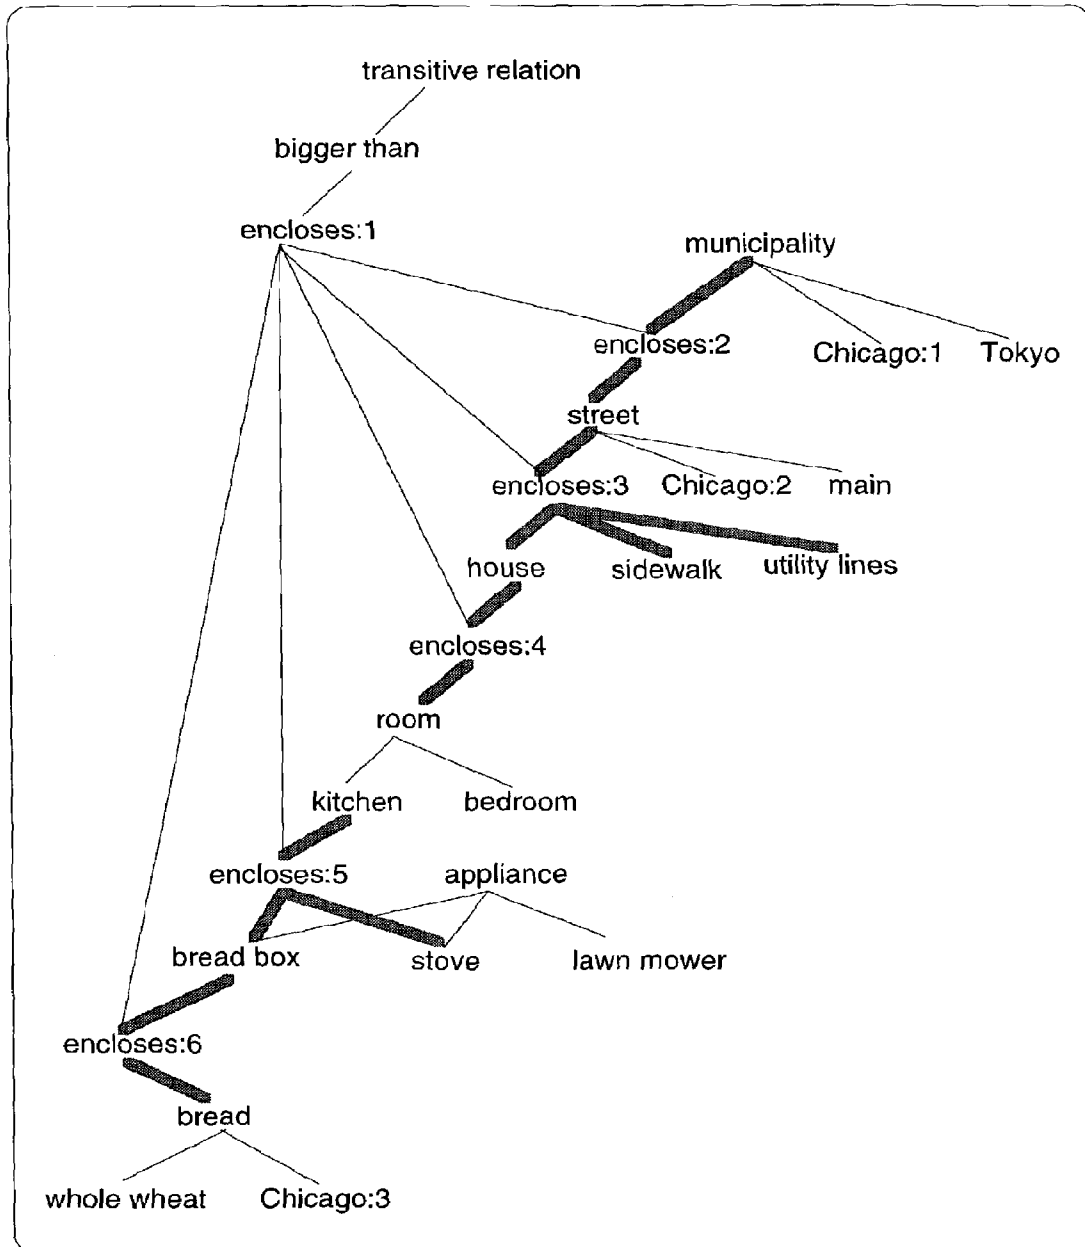 transitive relation
bigger than
encloses:1
municipality
encloses:2
Chicago:1
Tokyo
street
encloses:3
Chicago:2
main
house
sidewalk
utility lines
encloses:4
room
kitchen
bedroom
encloses:5
appliance
bread box
stove
lawn mower
encloses:6
bread
whole wheat
Chicago:3